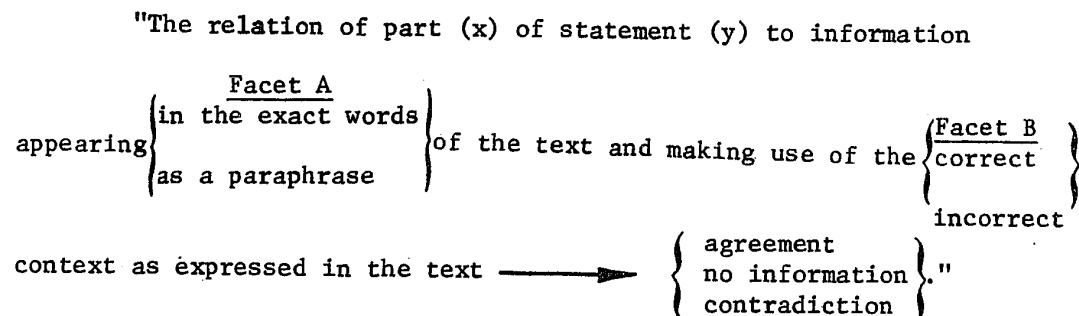 "The relation of part (x) of statement (y) to information
Facet A
in the exact words
appearing of the text and making use of the
as a paraphrase
Facet B
correct
incorrect
context as expressed in the text ⟶ agreement
no information ."
contradiction